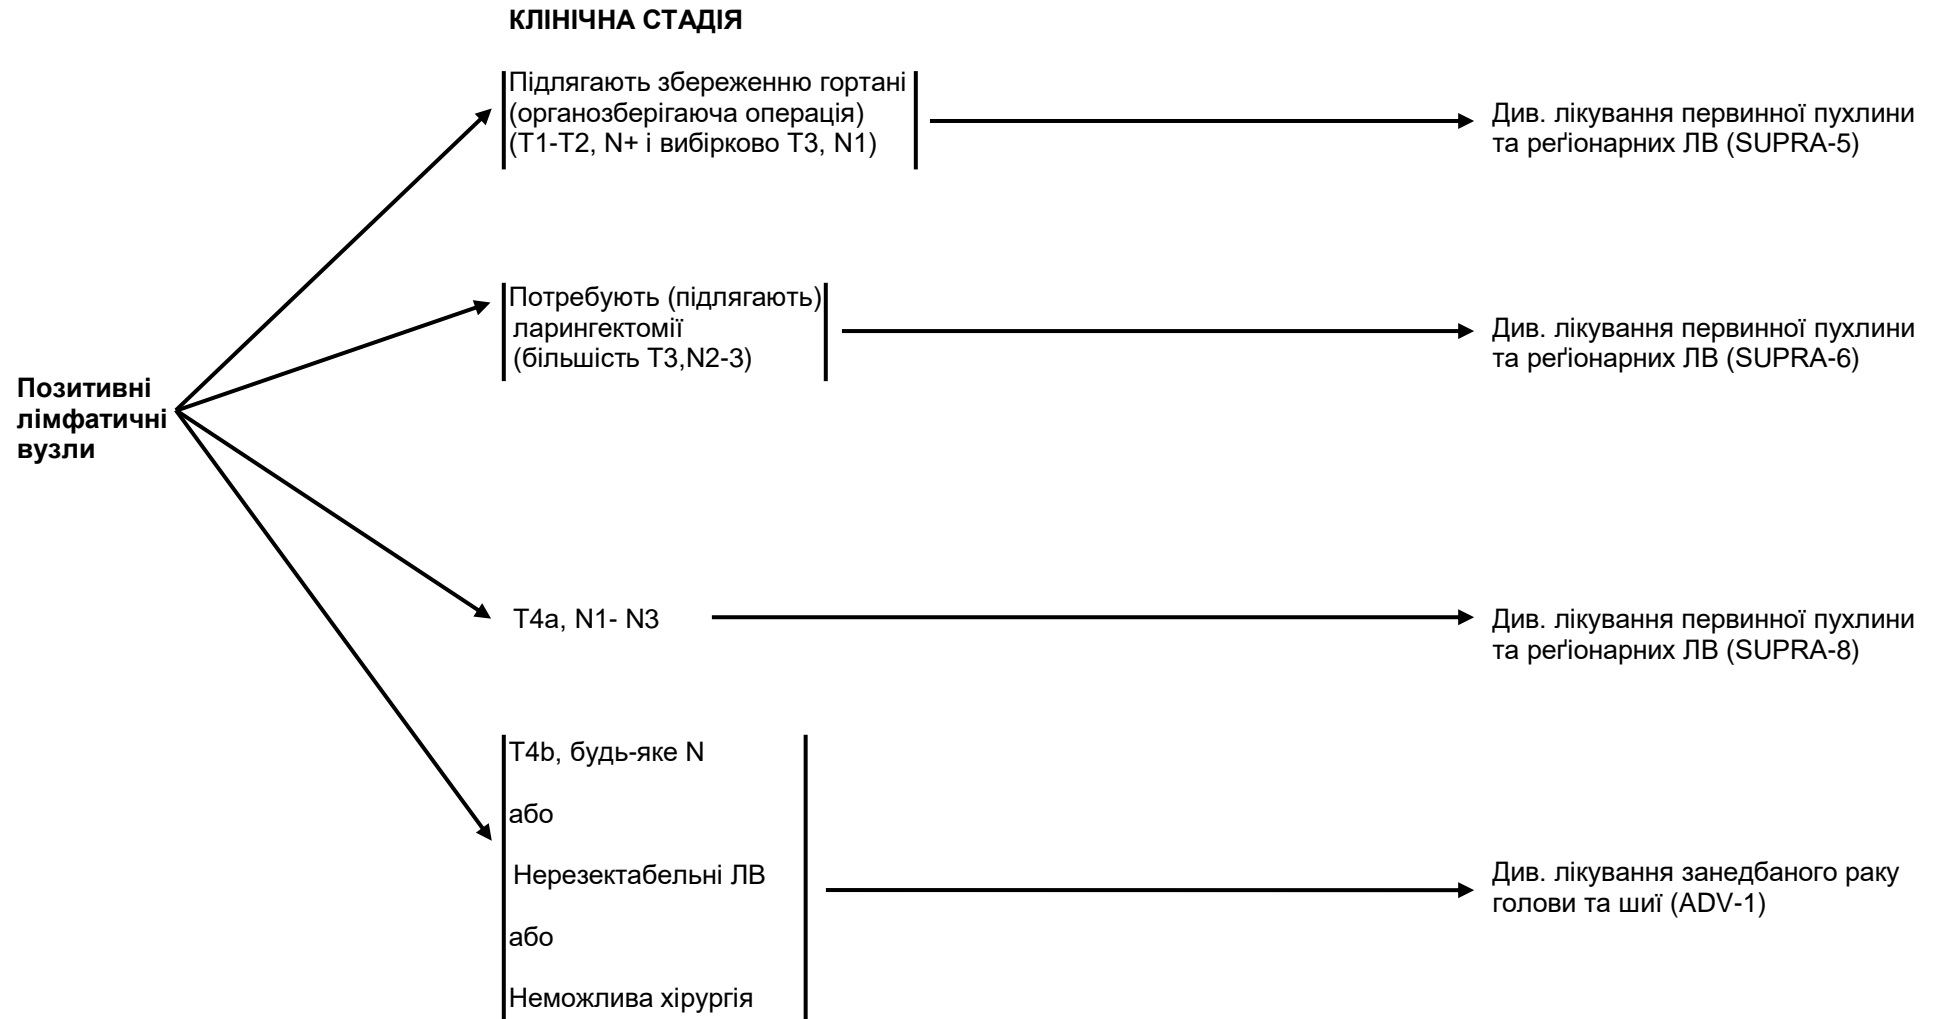 КЛІНІЧНА СТАДІЯ
Підлягають збереженню гортані
(органозберігаюча операція)
(T1-T2, N+ і вибірково T3, N1)
Див. лікування первинної пухлини
та реґіонарних ЛВ (SUPRA-5)
Потребують (підлягають)
ларингектомії
(більшість T3,N2-3)
Див. лікування первинної пухлини
та реґіонарних ЛВ (SUPRA-6)
Позитивні
лімфатичні
вузли
T4a, N1- N3
Див. лікування первинної пухлини
та реґіонарних ЛВ (SUPRA-8)
T4b, будь-яке N
або
Нерезектабельні ЛВ
або
Неможлива хірургія
Див. лікування занедбаного раку
голови та шиї (ADV-1)